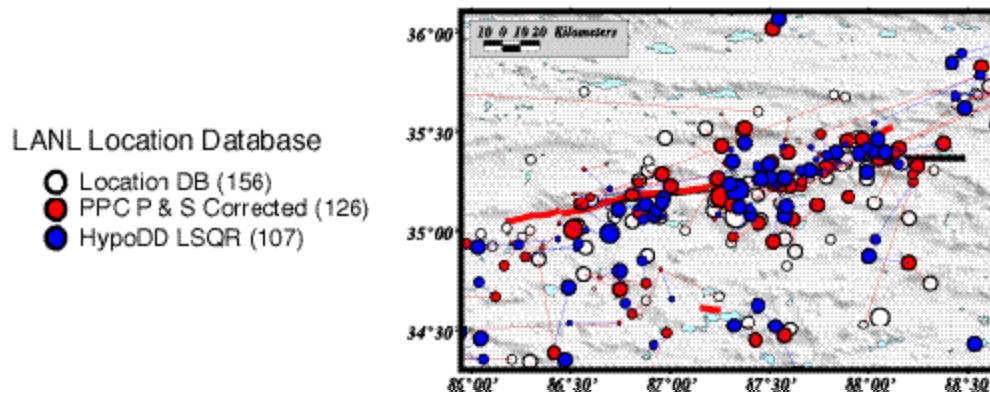 LANL Location Database
Location DB (156)
PPC P & S Corrected (126)
HypoDD LSQR (107)
10 0 10 20 Kilometers
36°00'
35°30'
35°00'
34°30'
86°00' 86°30' 87°00' 87°30' 88°00' 88°30'